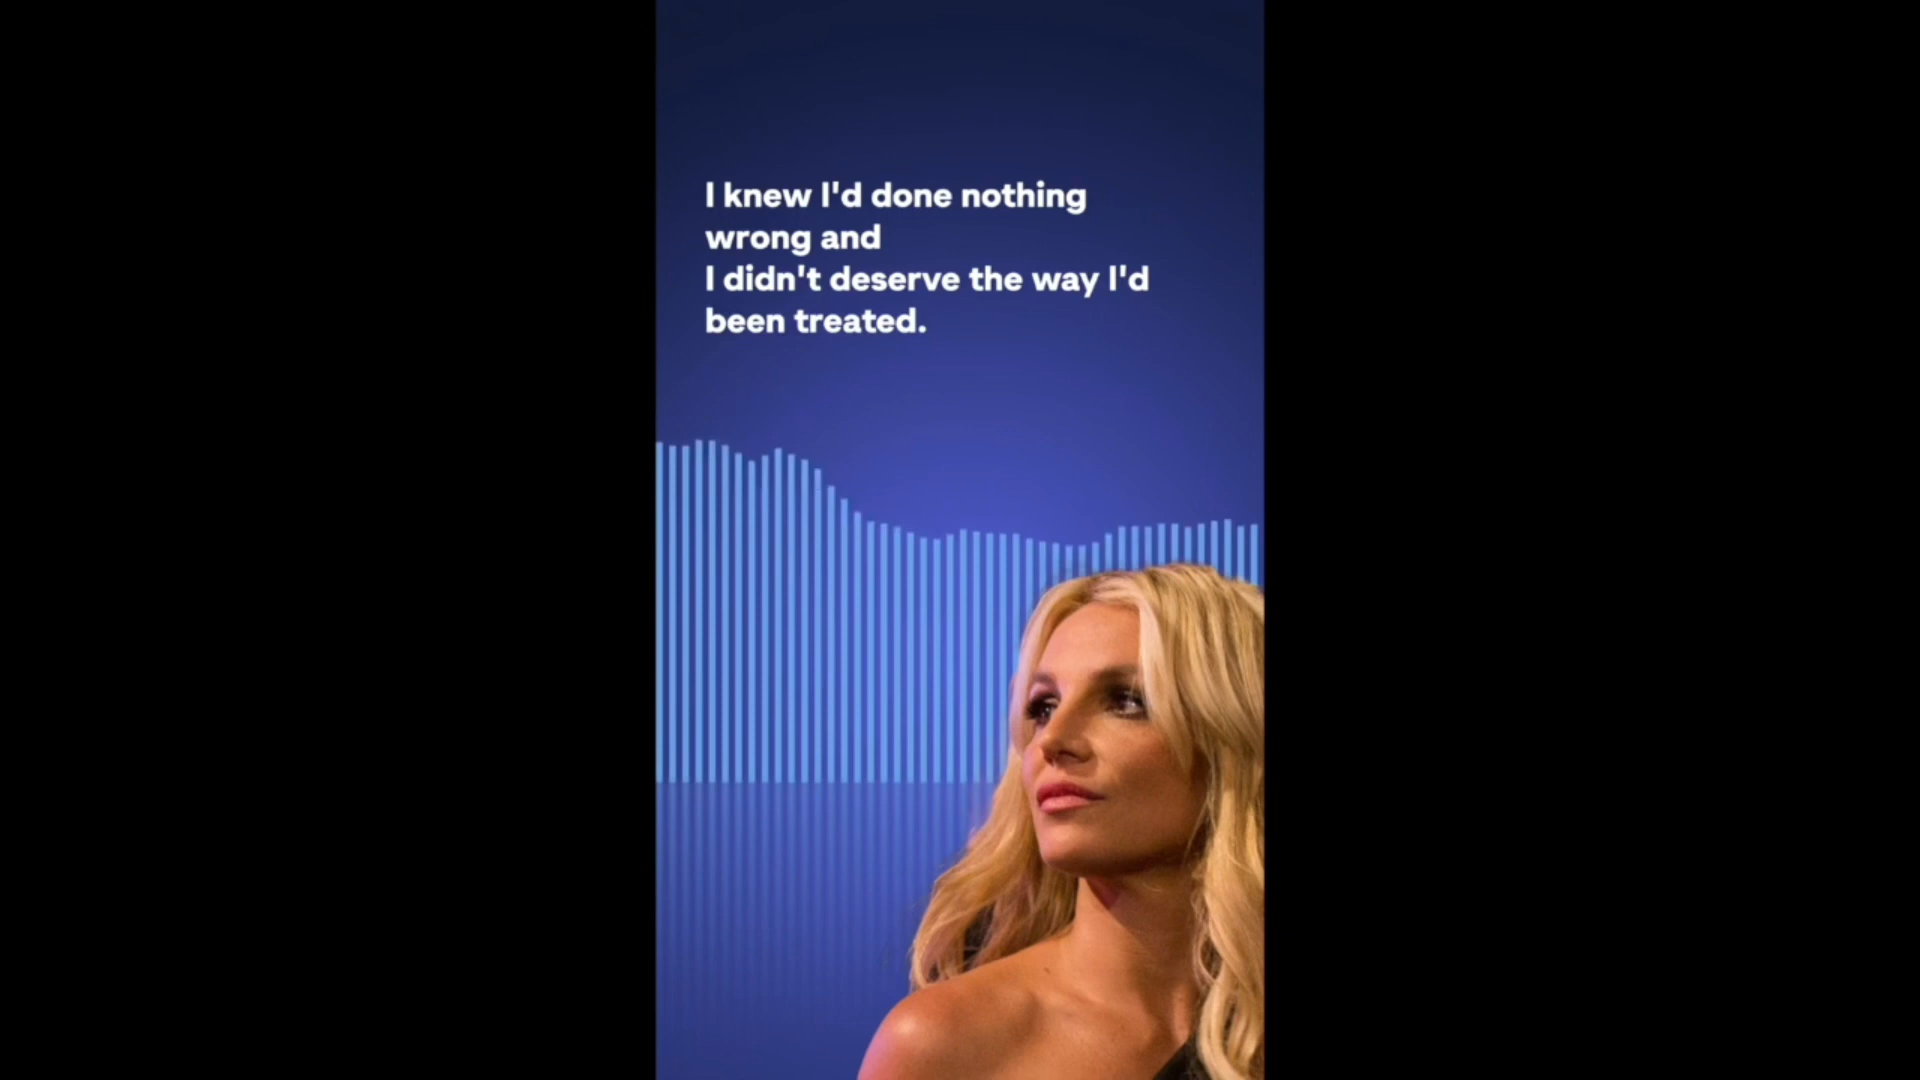 I knew I'd done nothing
wrong and
I didn't deserve the way I'd
been treated.